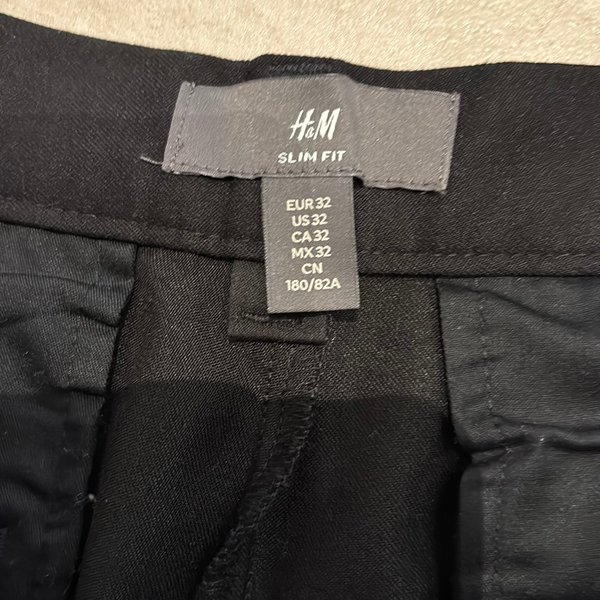 H&M
SLIM FIT
EUR 32
US 32
CA 32
MX 32
CN
180/82A